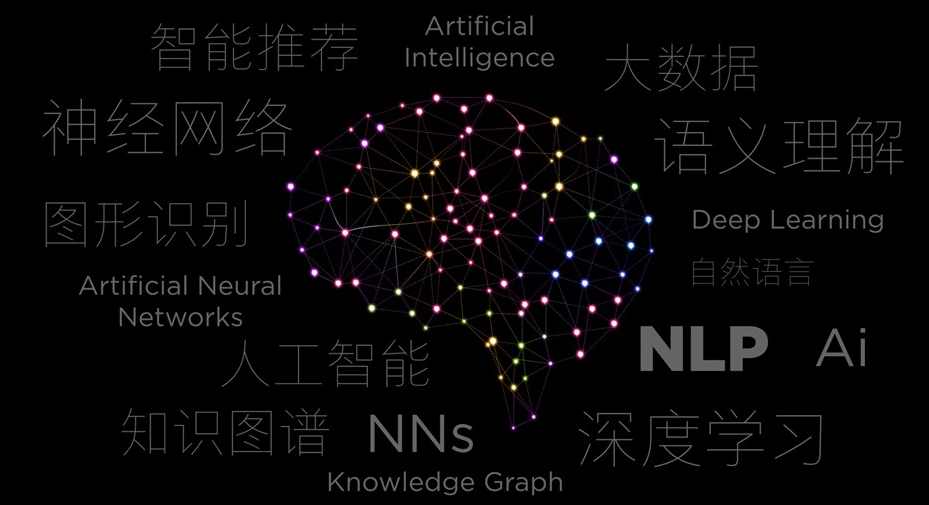 智能推荐
Artificial
Intelligence
大数据
神经网络
语义理解
图形识别
Deep Learning
自然语言
Artificial Neural
Networks
NLP
Ai
人工智能
知识图谱
NNs
深度学习
Knowledge Graph